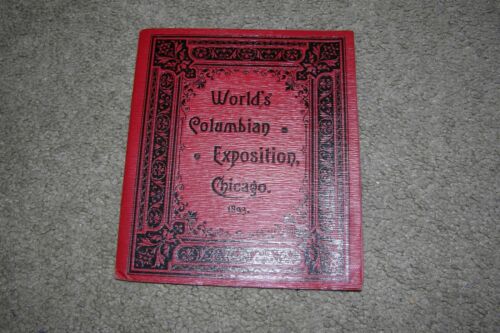 World's
Columbian
Exposition,
Chicago.
1893.